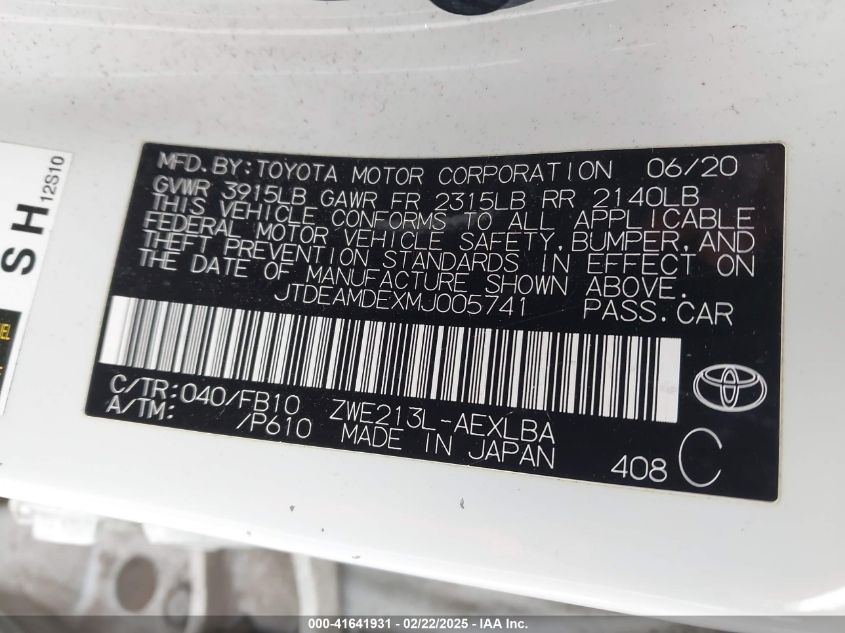 SH
12S10
MFD.BY:TOYOTA MOTOR CORPORATION 06/20
GVWR 3915LB GAWR FR 2315LB RR 2140LB
THIS VEHICLE CONFORMS TO ALL APPLICABLE
FEDERAL MOTOR VEHICLE SAFETY,BUMPER,AND
THEFT PREVENTION STANDARDS IN EFFECT ON
THE DATE OF MANUFACTURE SHOWN ABOVE.
JTDEAMDEXMJ005741 PASS.CAR
C/TR:040/FB10 ZWE213L-AEXLBA
A/TM: /P610 MADE IN JAPAN
408 C
000-41641931 - 02/22/2025 - IAA Inc.